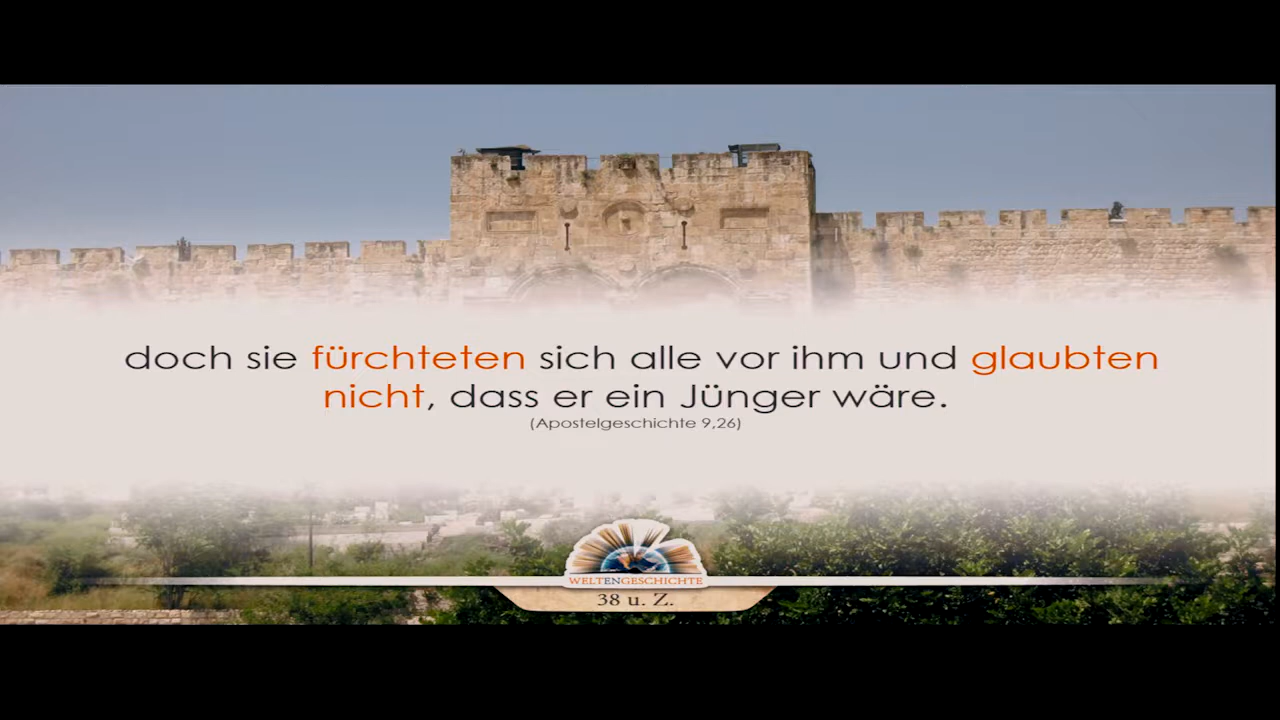 doch sie fürchteten sich alle vor ihm und glaubten
nicht, dass er ein Jünger wäre.
(Apostelgeschichte 9,26)
WELTENGESCHICHTE
38 u. Z.